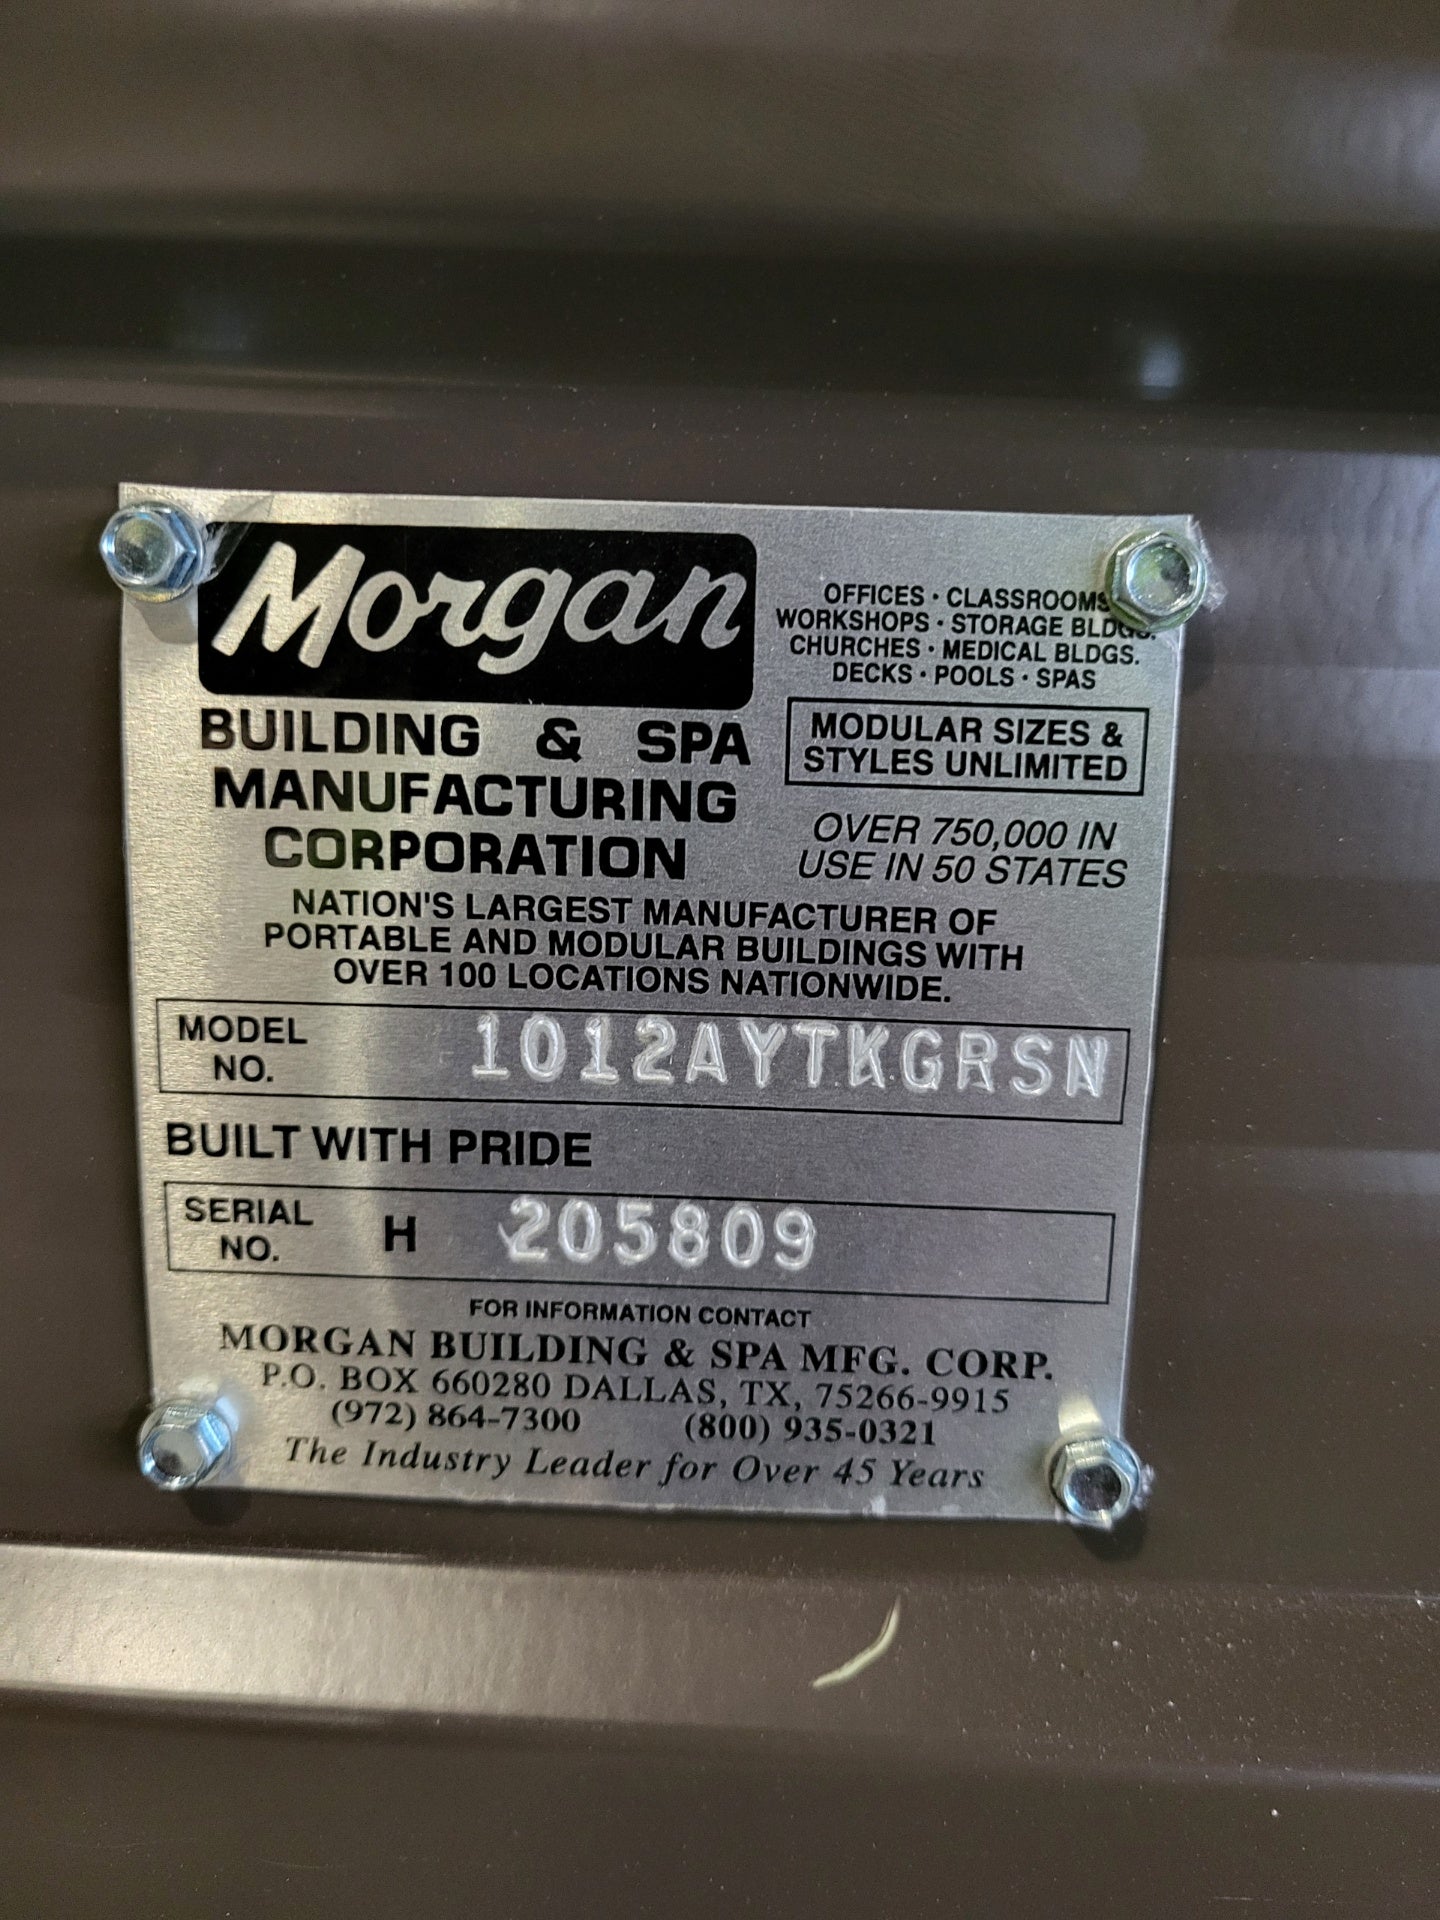 Morgan
BUILDING & SPA
MANUFACTURING
CORPORATION
OFFICES · CLASSROOMS
WORKSHOPS · STORAGE BLDGS.
CHURCHES · MEDICAL BLDGS.
DECKS · POOLS · SPAS
MODULAR SIZES &
STYLES UNLIMITED
OVER 750,000 IN
USE IN 50 STATES
NATION'S LARGEST MANUFACTURER OF
PORTABLE AND MODULAR BUILDINGS WITH
OVER 100 LOCATIONS NATIONWIDE.
MODEL
NO.
1012AYTKGRSN
BUILT WITH PRIDE
SERIAL
NO.
H 205809
FOR INFORMATION CONTACT
MORGAN BUILDING & SPA MFG. CORP.
P.O. BOX 660280 DALLAS, TX, 75266-9915
(972) 864-7300 (800) 935-0321
The Industry Leader for Over 45 Years